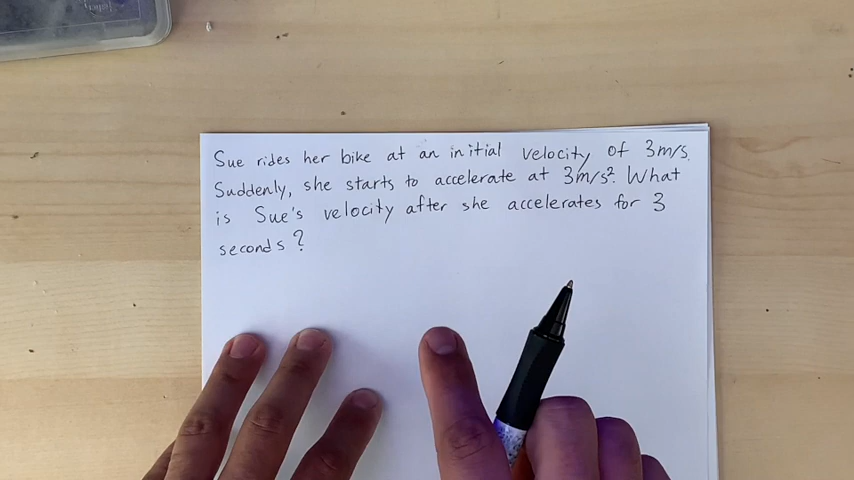 Sue rides her bike at an initial velocity of 3m/s.
Suddenly, she starts to accelerate at 3m/s². What
is Sue's velocity after she accelerates for 3
seconds?